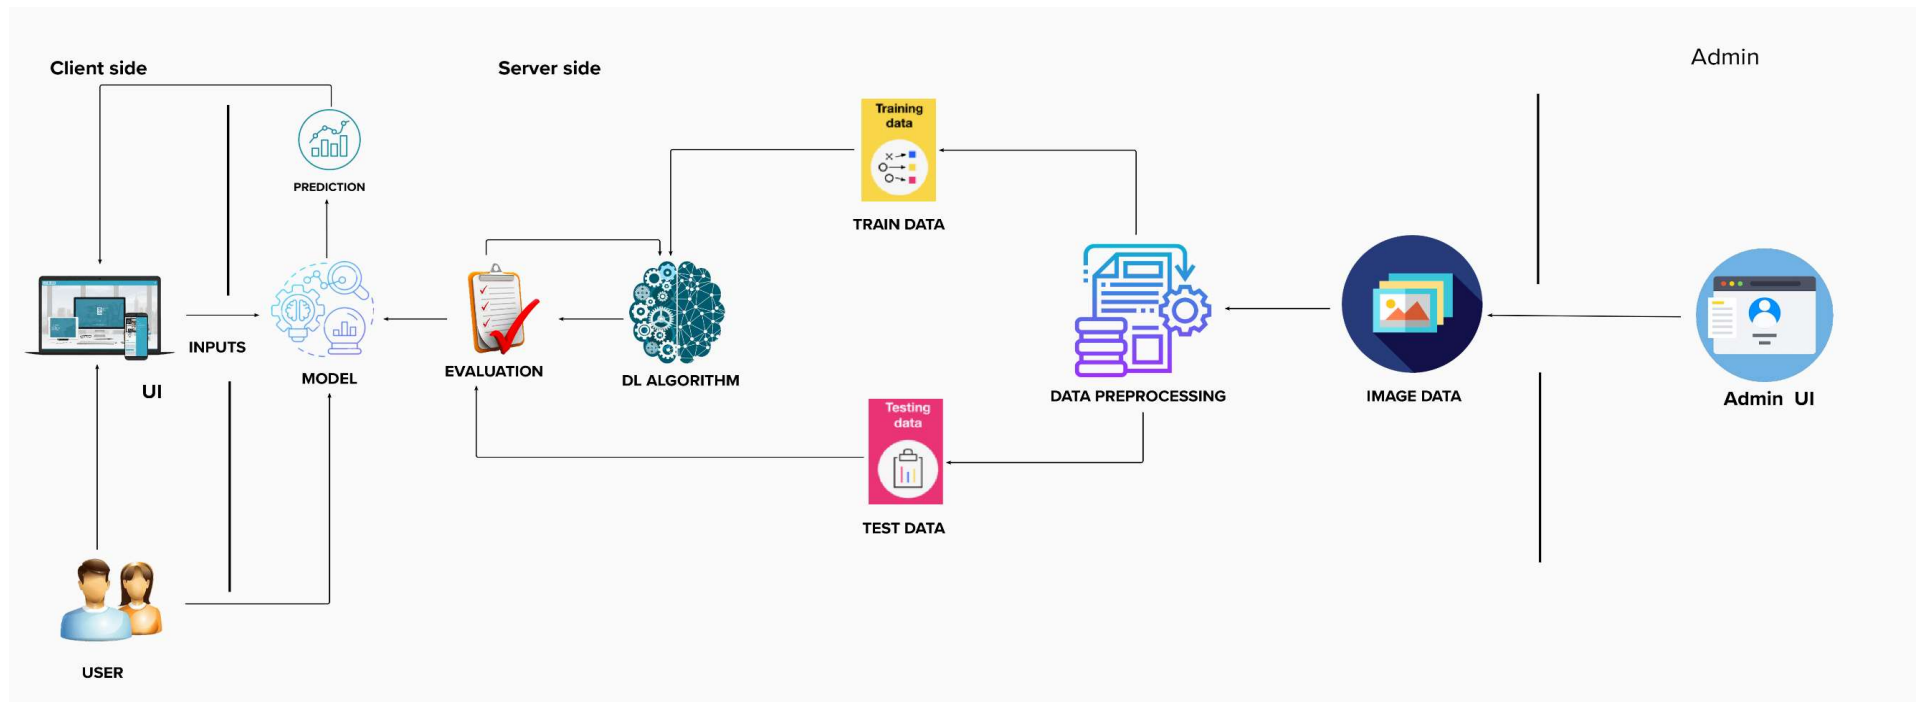 Client side
Server side
Admin
Training
data
PREDICTION
TRAIN DATA
INPUTS
UI
MODEL
EVALUATION
DL ALGORITHM
DATA PREPROCESSING
IMAGE DATA
Admin UI
Testing
data
TEST DATA
USER